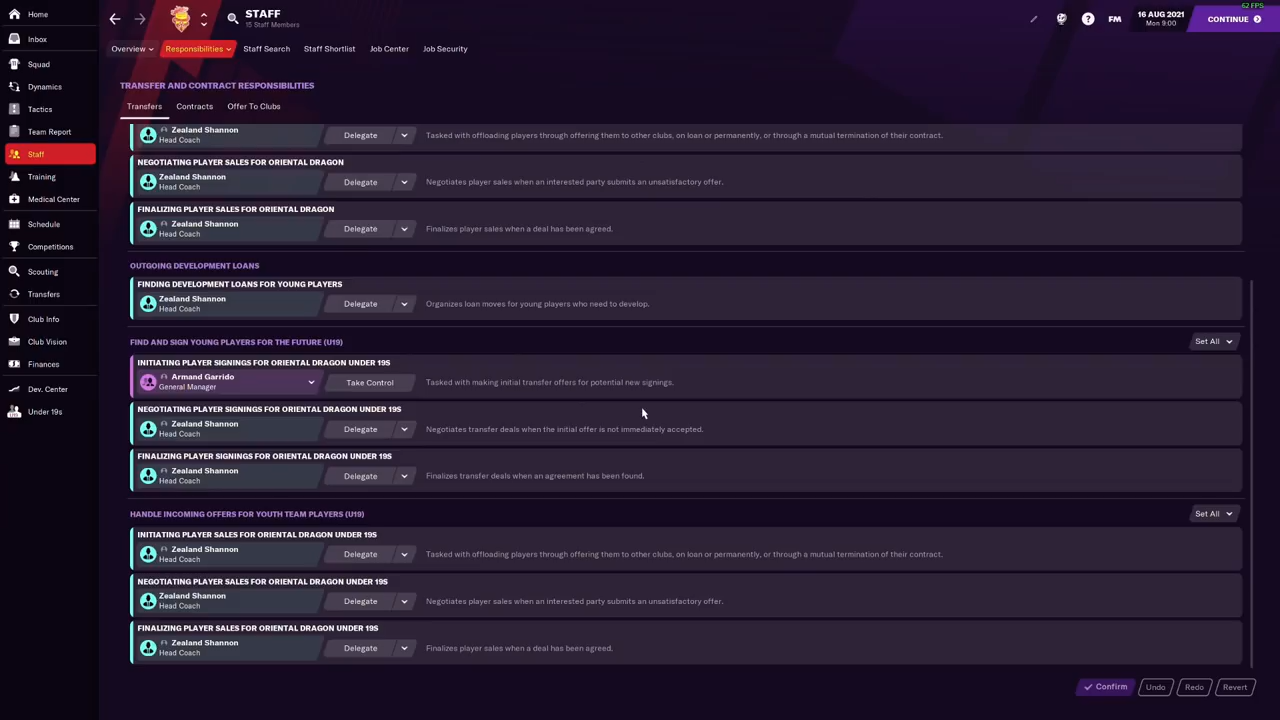 62 FPS
Home
Inbox
Squad
Dynamics
Tactics
Team Report
Staff
Training
Medical Center
Schedule
Competitions
Scouting
Transfers
Club Info
Club Vision
Finances
Dev. Center
Under 19s
STAFF
15 Staff Members
FM
16 AUG 2021
Mon 9:00
CONTINUE
Overview
Responsibilities
Staff Search
Staff Shortlist
Job Center
Job Security
TRANSFER AND CONTRACT RESPONSIBILITIES
Transfers
Contracts
Offer To Clubs
Zealand Shannon
Head Coach
Delegate
Tasked with offloading players through offering them to other clubs, on loan or permanently, or through a mutual termination of their contract.
NEGOTIATING PLAYER SALES FOR ORIENTAL DRAGON
Zealand Shannon
Head Coach
Delegate
Negotiates player sales when an interested party submits an unsatisfactory offer.
FINALIZING PLAYER SALES FOR ORIENTAL DRAGON
Zealand Shannon
Head Coach
Delegate
Finalizes player sales when a deal has been agreed.
OUTGOING DEVELOPMENT LOANS
FINDING DEVELOPMENT LOANS FOR YOUNG PLAYERS
Zealand Shannon
Head Coach
Delegate
Organizes loan moves for young players who need to develop.
FIND AND SIGN YOUNG PLAYERS FOR THE FUTURE (U19)
Set All
INITIATING PLAYER SIGNINGS FOR ORIENTAL DRAGON UNDER 19S
Armand Garrido
General Manager
Take Control
Tasked with making initial transfer offers for potential new signings.
NEGOTIATING PLAYER SIGNINGS FOR ORIENTAL DRAGON UNDER 19S
Zealand Shannon
Head Coach
Delegate
Negotiates transfer deals when the initial offer is not immediately accepted.
FINALIZING PLAYER SIGNINGS FOR ORIENTAL DRAGON UNDER 19S
Zealand Shannon
Head Coach
Delegate
Finalizes transfer deals when an agreement has been found.
HANDLE INCOMING OFFERS FOR YOUTH TEAM PLAYERS (U19)
Set All
INITIATING PLAYER SALES FOR ORIENTAL DRAGON UNDER 19S
Zealand Shannon
Head Coach
Delegate
Tasked with offloading players through offering them to other clubs, on loan or permanently, or through a mutual termination of their contract.
NEGOTIATING PLAYER SALES FOR ORIENTAL DRAGON UNDER 19S
Zealand Shannon
Head Coach
Delegate
Negotiates player sales when an interested party submits an unsatisfactory offer.
FINALIZING PLAYER SALES FOR ORIENTAL DRAGON UNDER 19S
Zealand Shannon
Head Coach
Delegate
Finalizes player sales when a deal has been agreed.
Confirm
Undo
Redo
Revert